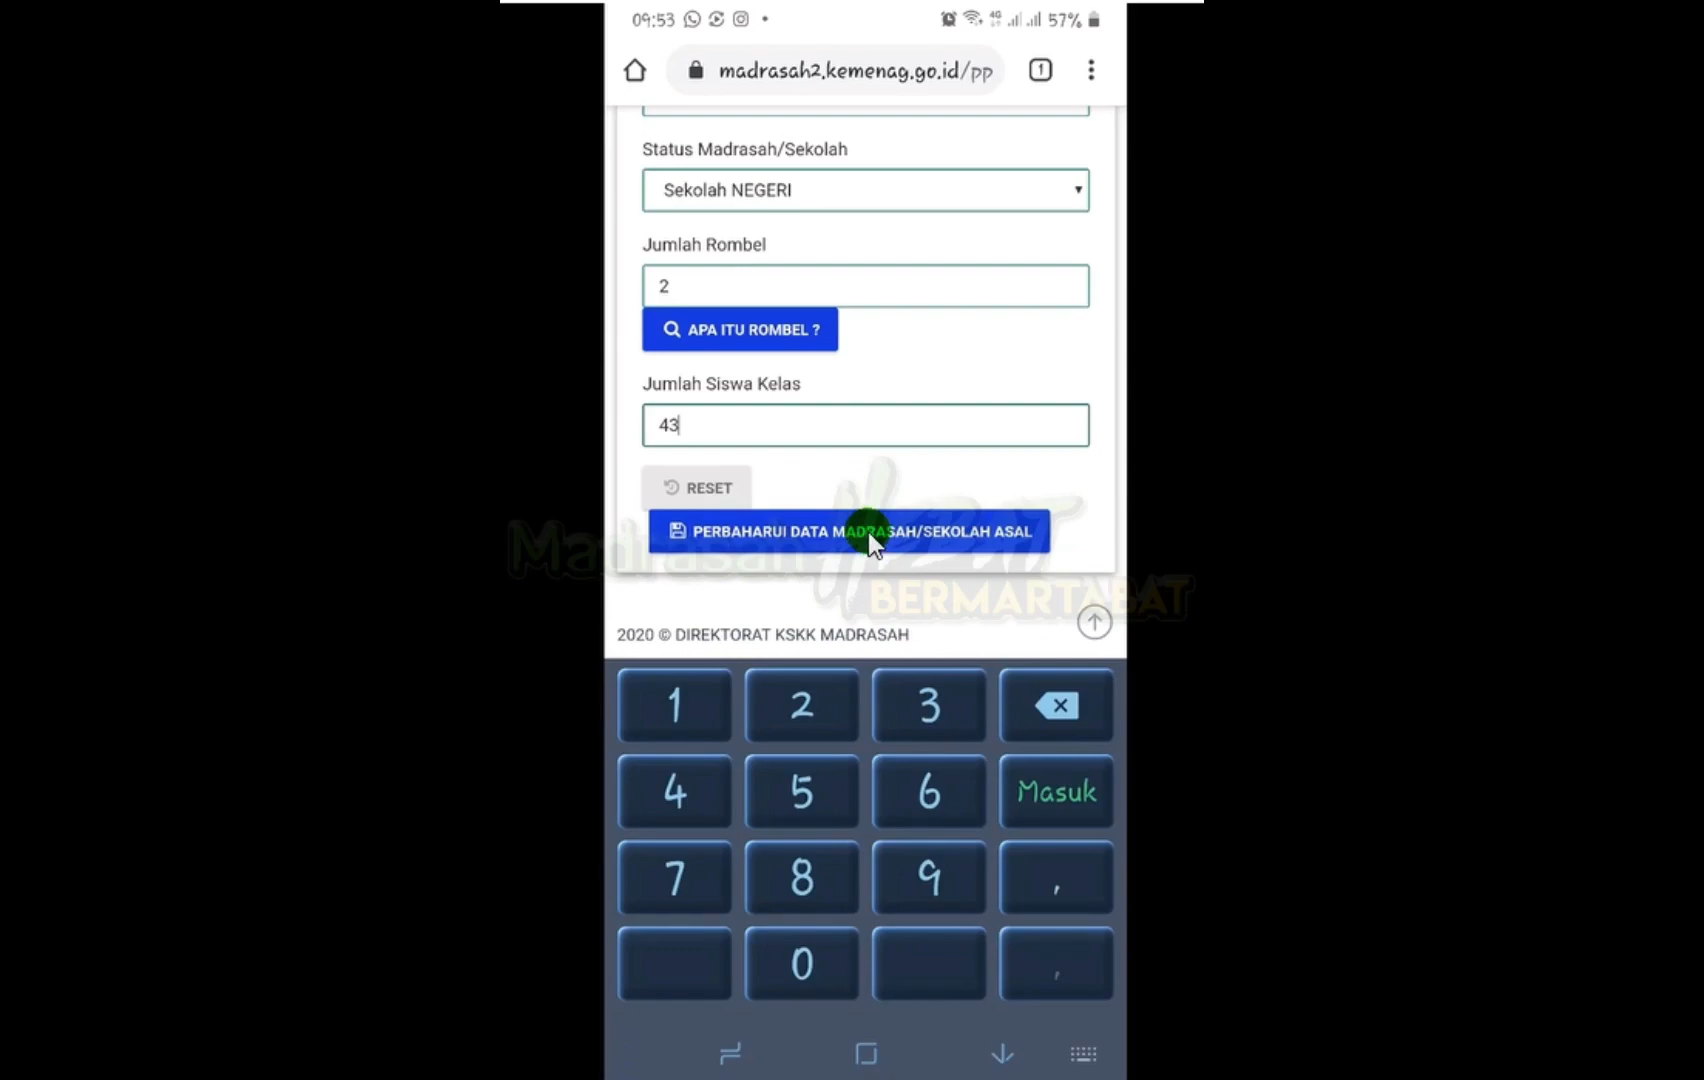 09:53 57%
madrasah2.kemenag.go.id/pp 1
Status Madrasah/Sekolah
Sekolah NEGERI
Jumlah Rombel
2
APA ITU ROMBEL ?
Jumlah Siswa Kelas
43
RESET
PERBAHARUI DATA MADRASAH/SEKOLAH ASAL
Madrasah HEBAT
BERMARTABAT
2020 © DIREKTORAT KSKK MADRASAH
1 2 3
4 5 6 Masuk
7 8 9 ,
0 ,